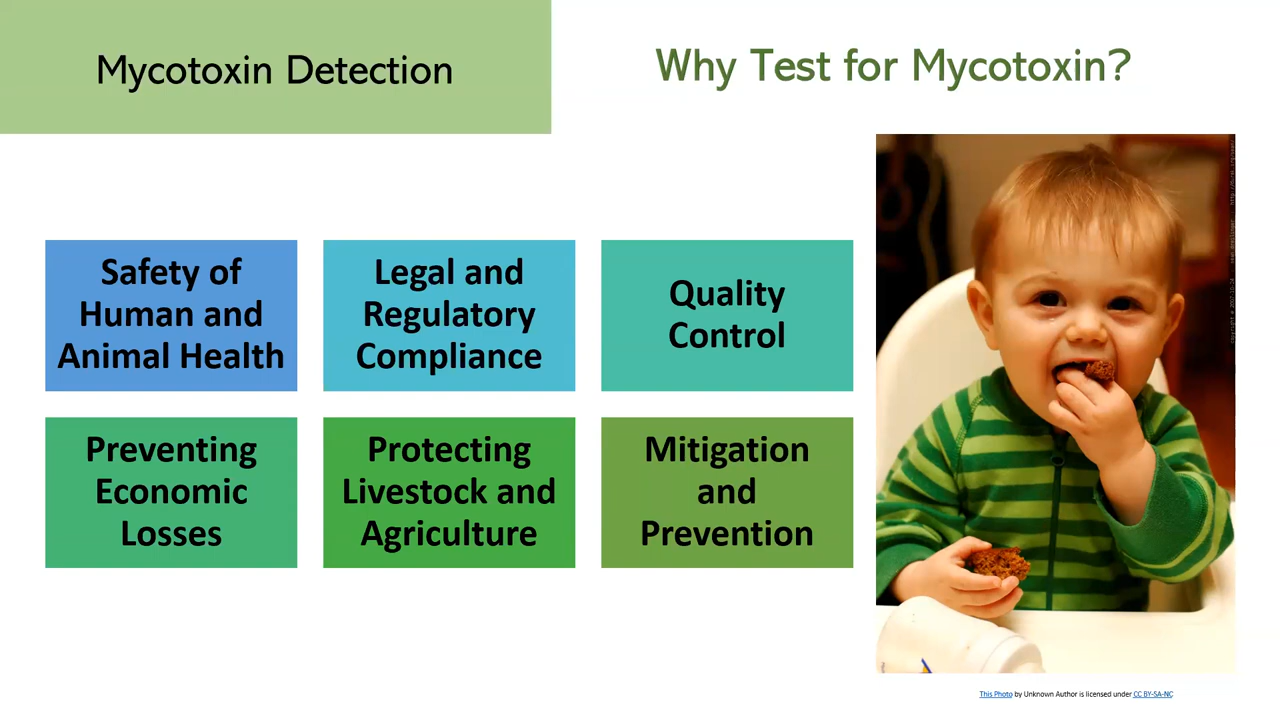 Mycotoxin Detection
Why Test for Mycotoxin?
Safety of
Human and
Animal Health
Legal and
Regulatory
Compliance
Quality
Control
Preventing
Economic
Losses
Protecting
Livestock and
Agriculture
Mitigation
and
Prevention
This Photo by Unknown Author is licensed under CC BY-SA-NC